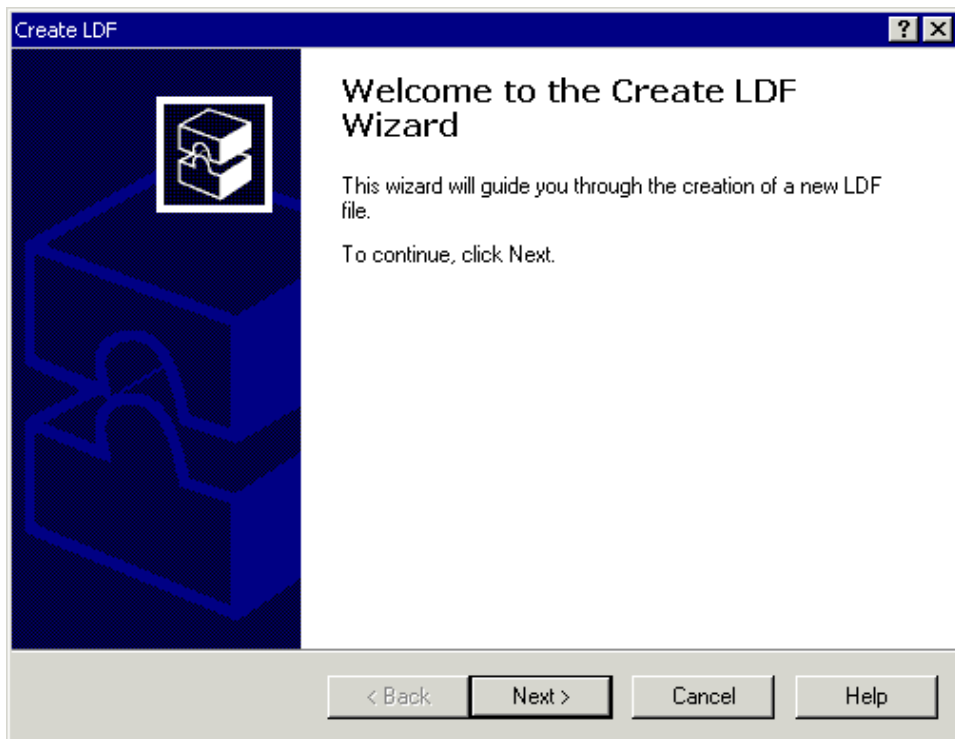 Create LDF
Welcome to the Create LDF
Wizard
This wizard will guide you through the creation of a new LDF
file.
To continue, click Next.
< Back
Next >
Cancel
Help